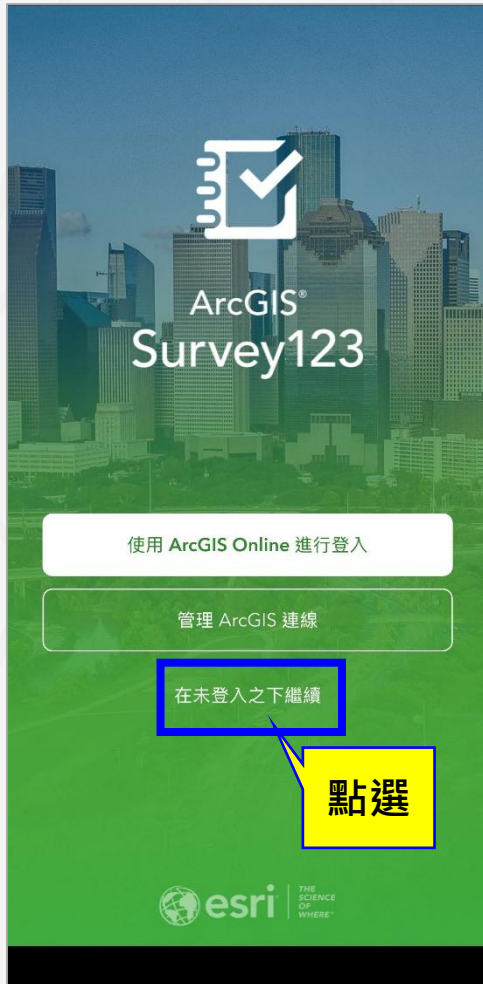 ArcGIS®
Survey123
使用 ArcGIS Online 進行登入
管理 ArcGIS 連線
在未登入之下繼續
點選
esri
THE
SCIENCE
OF
WHERE®